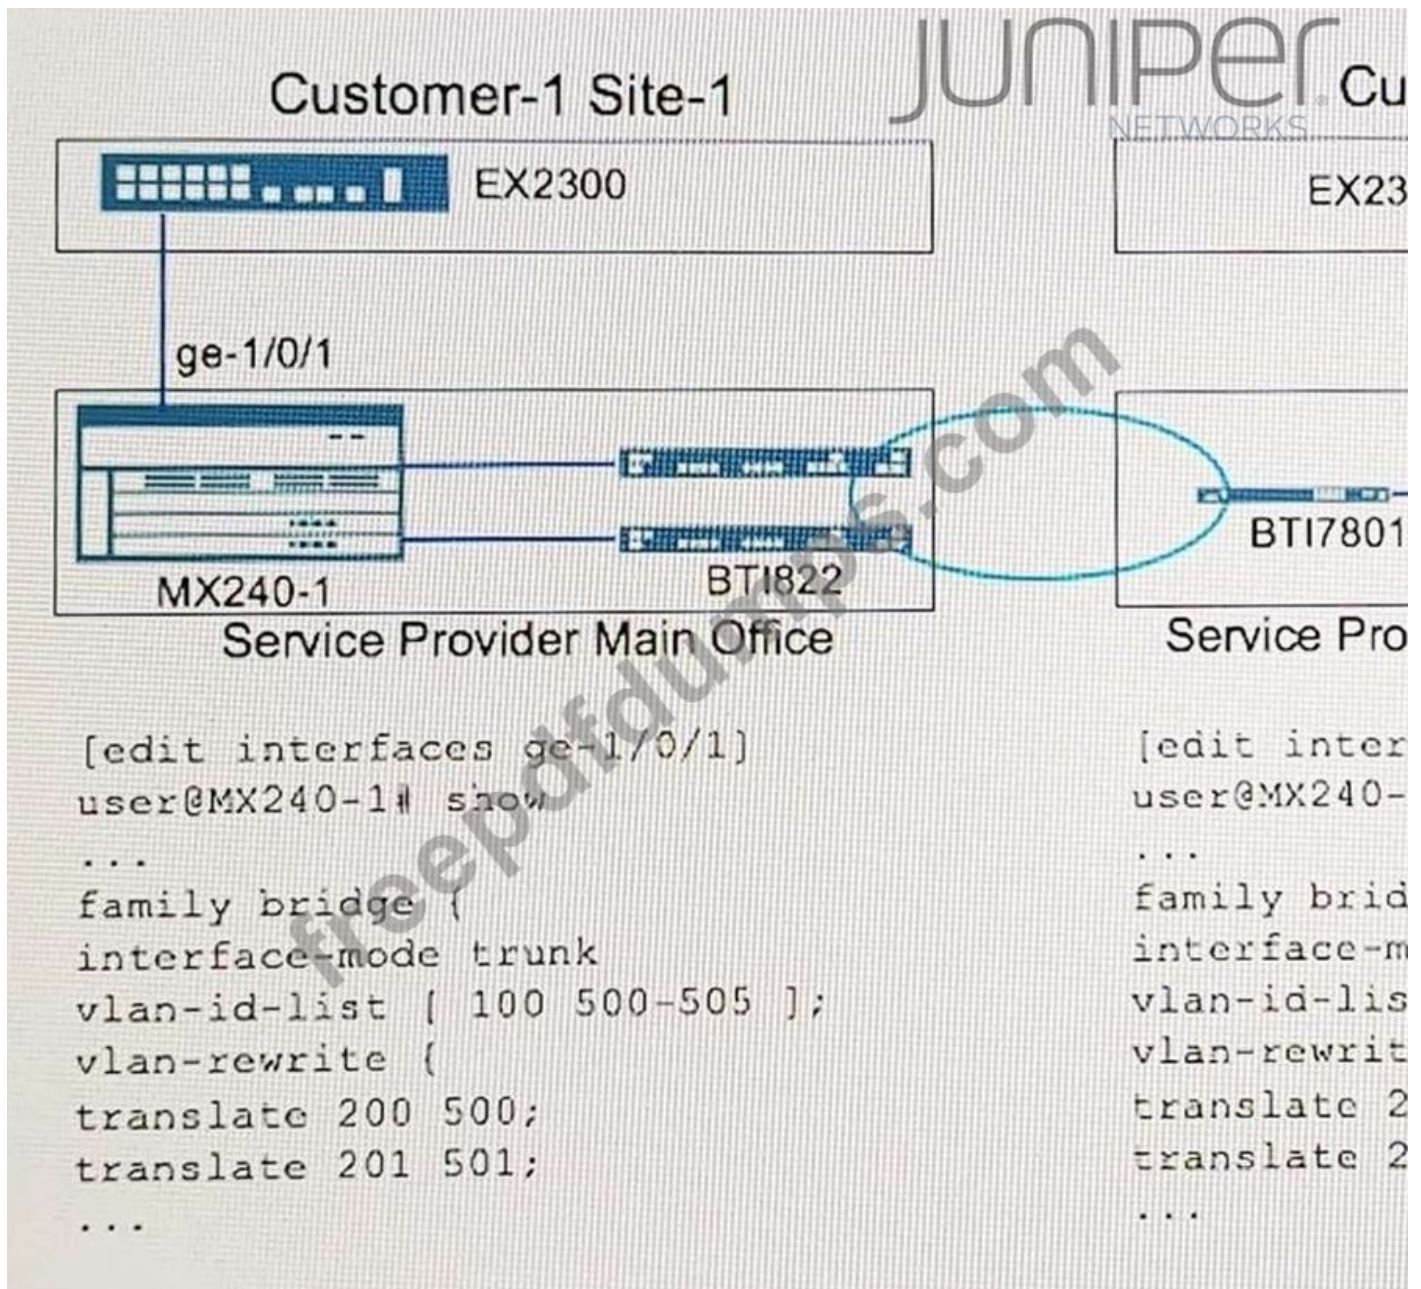 JUNIPER
NETWORKS
Customer-1 Site-1
Cu
EX2300
EX23
ge-1/0/1
MX240-1
BTI822
BTI7801
Service Provider Main Office
Service Pro
[edit interfaces ge-1/0/1]
user@MX240-1# show
...
family bridge {
interface-mode trunk
vlan-id-list [ 100 500-505 ];
vlan-rewrite {
translate 200 500;
translate 201 501;
...
[edit inter
user@MX240-
...
family brid
interface-m
vlan-id-lis
vlan-rewrit
translate 2
translate 2
...
freepdfdumps.com